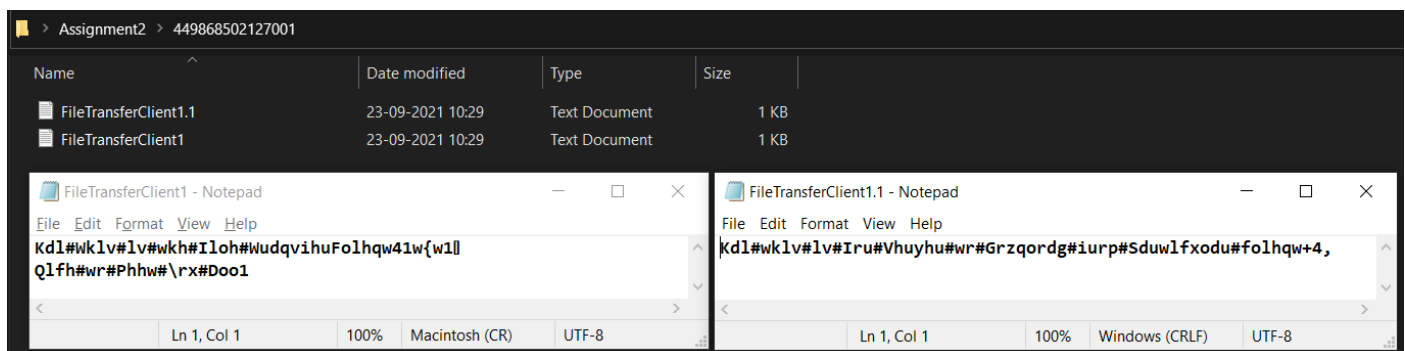 > Assignment2 > 449868502127001
Name Date modified Type Size
FileTransferClient1.1 23-09-2021 10:29 Text Document 1 KB
FileTransferClient1 23-09-2021 10:29 Text Document 1 KB
FileTransferClient1 - Notepad
File Edit Format View Help
Kdl#Wklv#lv#wkh#Iloh#WudqvihuFolhqw41w{w1▯
Qlfh#wr#Phhw#\rx#Doo1
Ln 1, Col 1 100% Macintosh (CR) UTF-8
FileTransferClient1.1 - Notepad
File Edit Format View Help
Kdl#wklv#lv#Iru#Vhuyhu#wr#Grzqordg#iurp#Sduwlfxodu#folhqw+4,
Ln 1, Col 1 100% Windows (CRLF) UTF-8